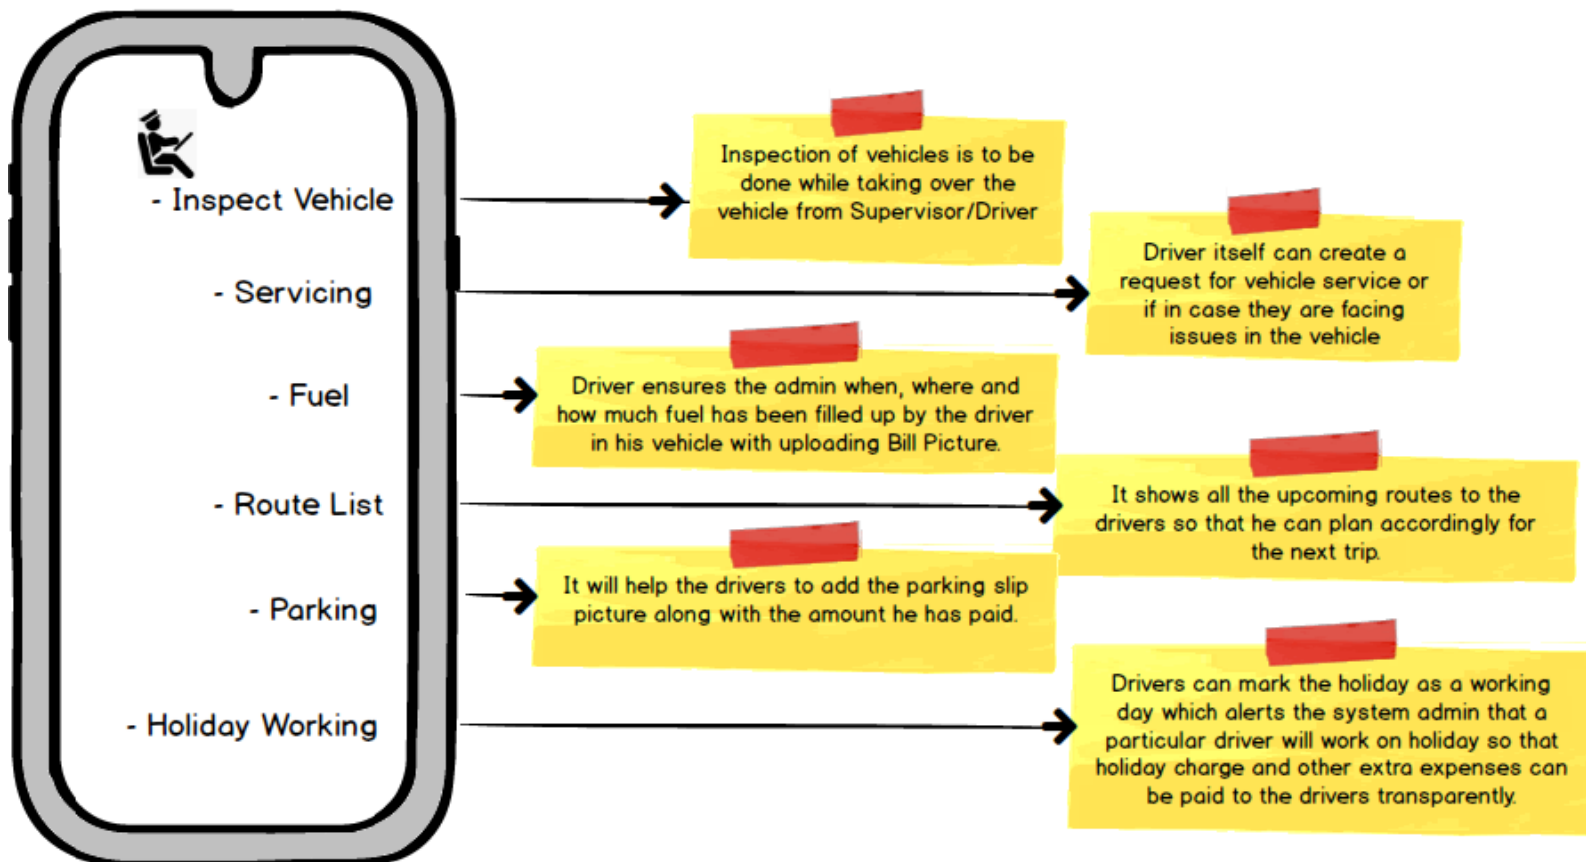 - Inspect Vehicle
Inspection of vehicles is to be
done while taking over the
vehicle from Supervisor/Driver
- Servicing
Driver itself can create a
request for vehicle service or
if in case they are facing
issues in the vehicle
- Fuel
Driver ensures the admin when, where and
how much fuel has been filled up by the driver
in his vehicle with uploading Bill Picture.
- Route List
It shows all the upcoming routes to the
drivers so that he can plan accordingly for
the next trip.
- Parking
It will help the drivers to add the parking slip
picture along with the amount he has paid.
- Holiday Working
Drivers can mark the holiday as a working
day which alerts the system admin that a
particular driver will work on holiday so that
holiday charge and other extra expenses can
be paid to the drivers transparently.